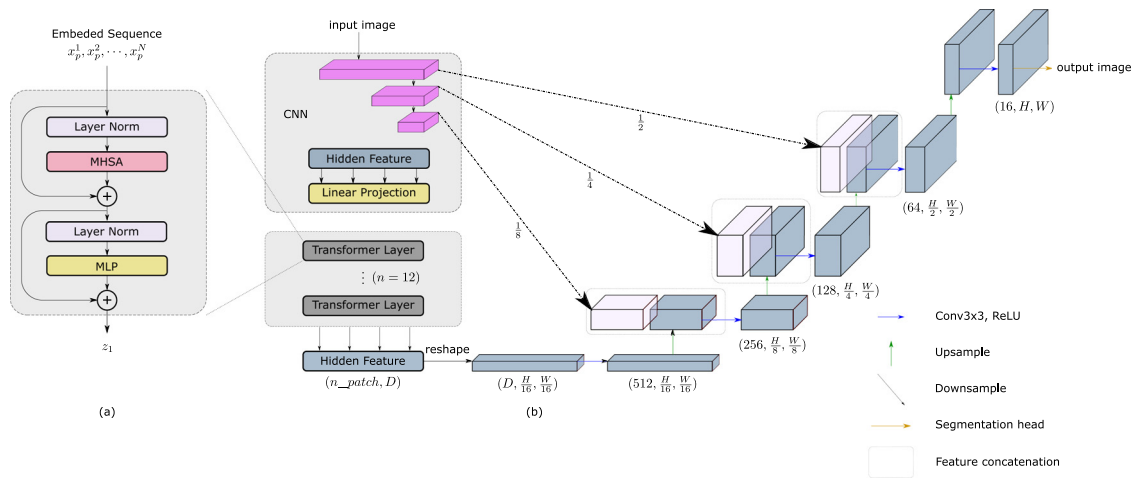 Embeded Sequence
x_p^1, x_p^2, ⋯, x_p^N
Layer Norm
MHSA
+
Layer Norm
MLP
+
z_1
(a)
input image
CNN
Hidden Feature
Linear Projection
Transformer Layer
⋮ (n = 12)
Transformer Layer
Hidden Feature
(n_patch, D)
reshape
(D, H/16, W/16)
(512, H/16, W/16)
(b)
1/2
1/4
1/8
(256, H/8, W/8)
(128, H/4, W/4)
(64, H/2, W/2)
(16, H, W)
output image
Conv3x3, ReLU
Upsample
Downsample
Segmentation head
Feature concatenation